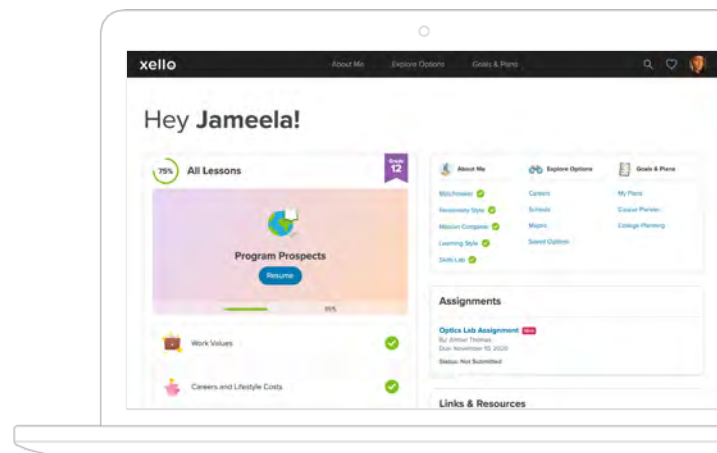 xello
About Me Explore Options Goals & Plans
Hey Jameela!
75% All Lessons
Grade
12
Program Prospects
Resume
Work Values
Careers and Lifestyle Costs
About Me
Matchmaker
Personality Style
Mission Complete
Learning Style
Skills Lab
Explore Options
Careers
Schools
Majors
Saved Options
Goals & Plans
My Plans
Course Planner
College Planning
Assignments
Optics Lab Assignment
By: Amber Thomas
Due: November 10, 2020
Status: Not Submitted
Links & Resources